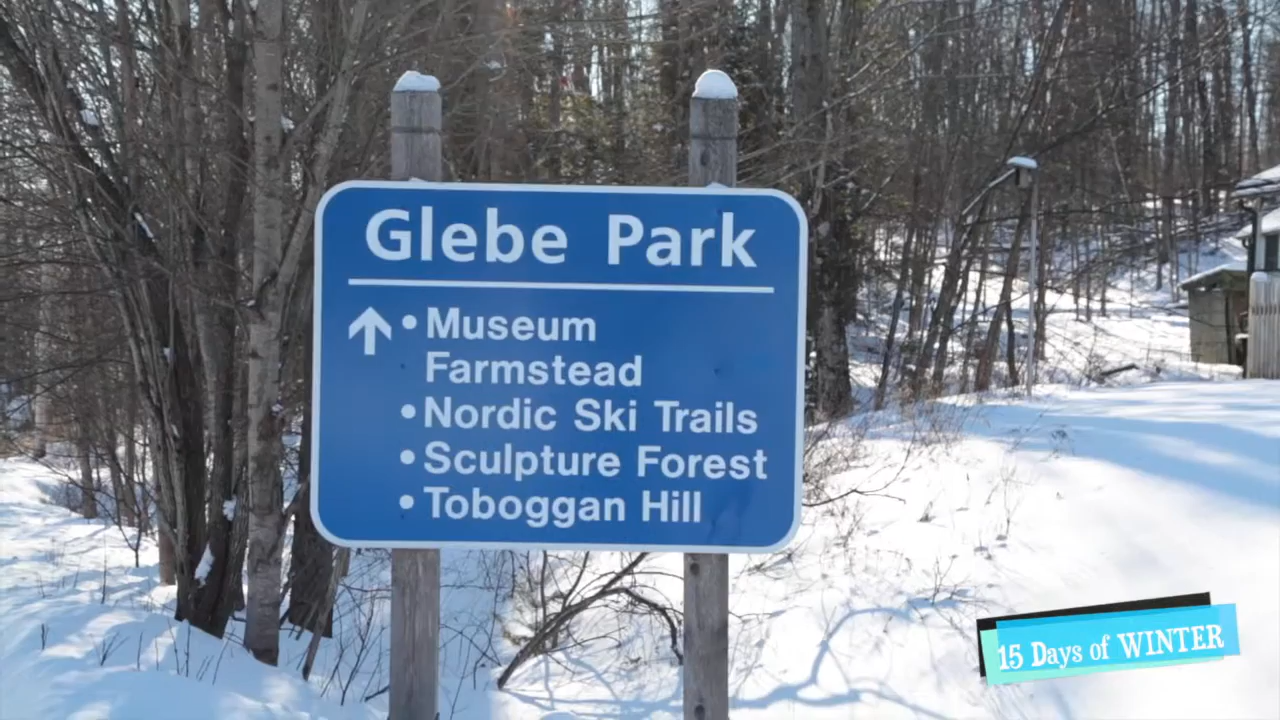 Glebe Park
• Museum
Farmstead
• Nordic Ski Trails
• Sculpture Forest
• Toboggan Hill
15 Days of WINTER